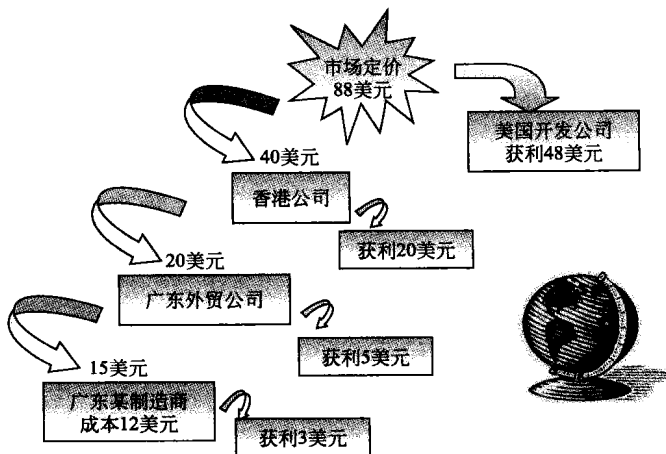 市场定价
88美元
美国开发公司
获利48美元
40美元
香港公司
获利20美元
20美元
广东外贸公司
获利5美元
15美元
广东某制造商
成本12美元
获利3美元